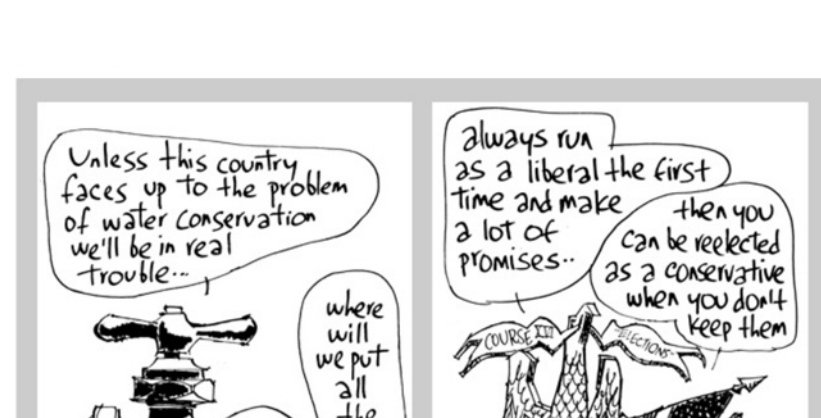 Unless this country
faces up to the problem
of water conservation
we'll be in real
trouble...
where
will
we put
all
the
always run
as a liberal the first
time and make
a lot of
promises..
then you
can be reelected
as a conservative
when you don't
keep them
COURSE III
ELECTIONS